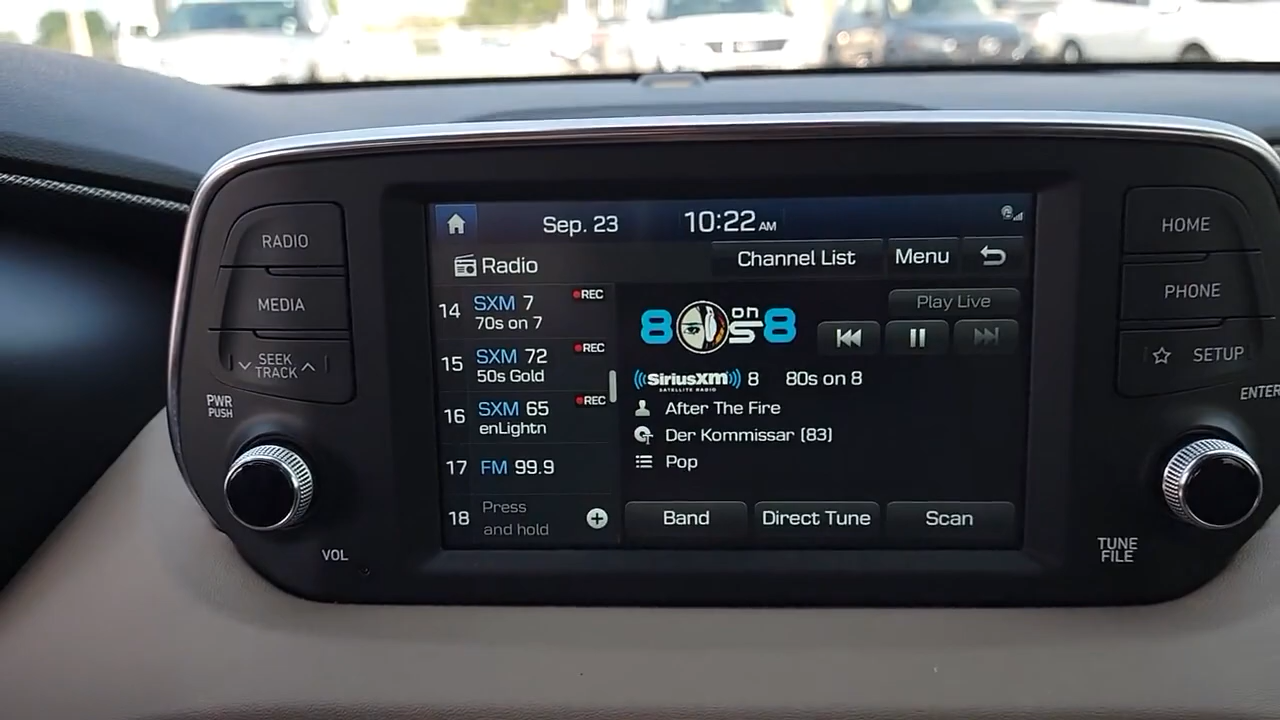 RADIO
MEDIA
SEEK
TRACK
PWR
PUSH
VOL
Sep. 23 10:22 AM
Radio
Channel List Menu
14 SXM 7 REC
70s on 7
15 SXM 72 REC
50s Gold
16 SXM 65 REC
enLightn
17 FM 99.9
18 Press
and hold
8 on
s 8
Play Live
SiriusXM 8 80s on 8
SATELLITE RADIO
After The Fire
Der Kommissar (83)
Pop
Band Direct Tune Scan
HOME
PHONE
SETUP
ENTER
TUNE
FILE